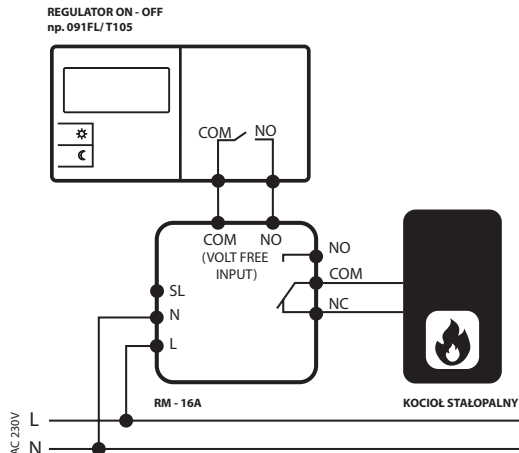 REGULATOR ON - OFF
np. 091FL/ T105
COM NO
COM NO
(VOLT FREE
INPUT)
NO
COM
NC
SL
N
L
RM - 16A
KOCIOŁ STAŁOPALNY
AC 230V
L
N